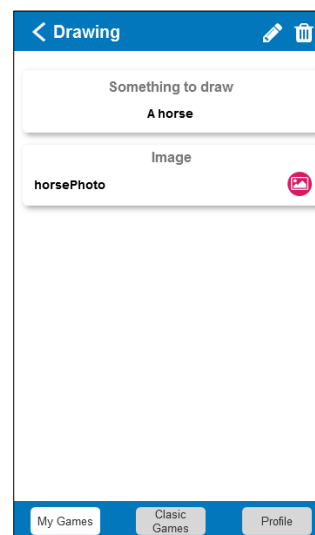 Drawing
Something to draw
A horse
Image
horsePhoto
My Games
Clasic
Games
Profile